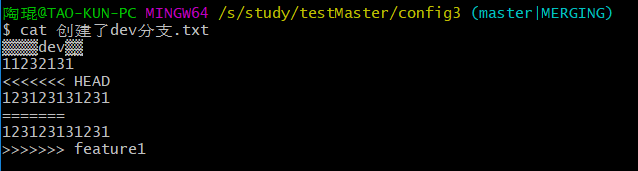 陶琨@TAO-KUN-PC MINGW64 /s/study/testMaster/config3 (master|MERGING)
$ cat 创建了dev分支.txt
▒▒▒▒dev▒▒
11232131
<<<<<<< HEAD
123123131231
=======
123123131231
>>>>>>> feature1